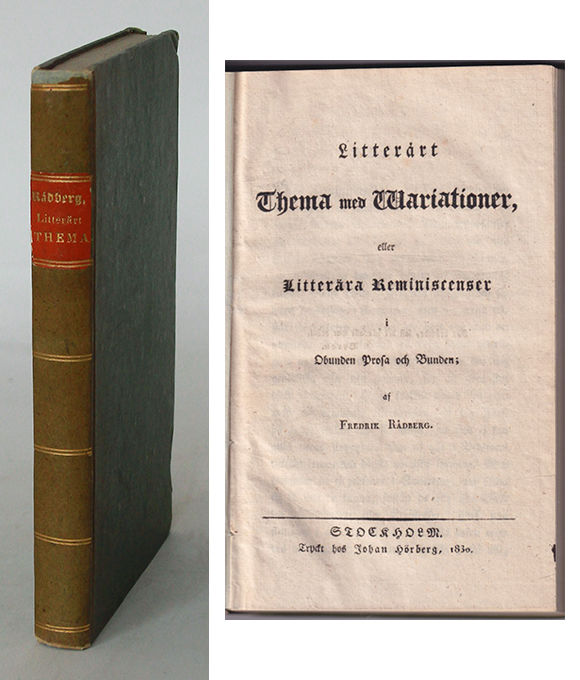 Rådberg,
Litterärt
THEMA
Litterärt
Thema med Wariationer,
eller
Litterära Reminiscenser
i
Obunden Prosa och Bunden;
af
FREDRIK RÅDBERG.
STOCKHOLM.
Tryckt hos Johan Hörberg, 1830.